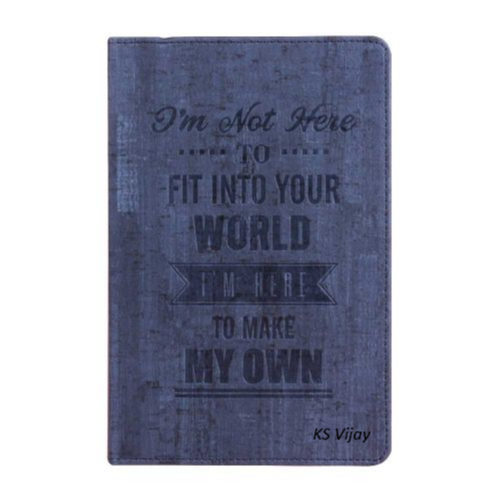 I'm Not Here
TO
FIT INTO YOUR
WORLD
I'M HERE
TO MAKE
MY OWN
KS Vijay